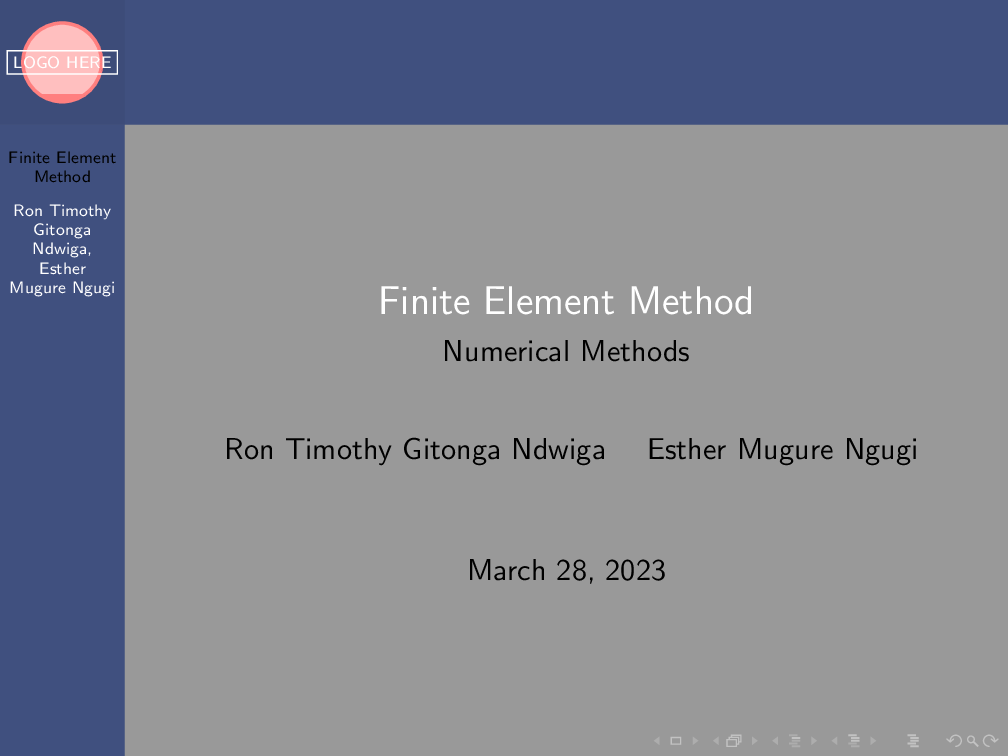 LOGO HERE
Finite Element
Method
Ron Timothy
Gitonga
Ndwiga,
Esther
Mugure Ngugi
Finite Element Method
Numerical Methods
Ron Timothy Gitonga Ndwiga Esther Mugure Ngugi
March 28, 2023